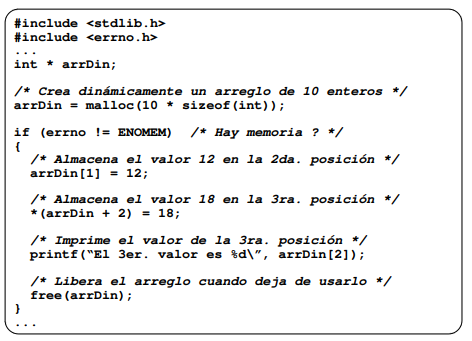 #include <stdlib.h>
#include <errno.h>
...
int * arrDin;
/* Crea dinámicamente un arreglo de 10 enteros */
arrDin = malloc(10 * sizeof(int));
if (errno != ENOMEM)  /* Hay memoria ? */
{
/* Almacena el valor 12 en la 2da. posición */
arrDin[1] = 12;
/* Almacena el valor 18 en la 3ra. posición */
*(arrDin + 2) = 18;
/* Imprime el valor de la 3ra. posición */
printf(“El 3er. valor es %d\”, arrDin[2]);
/* Libera el arreglo cuando deja de usarlo */
free(arrDin);
}
...